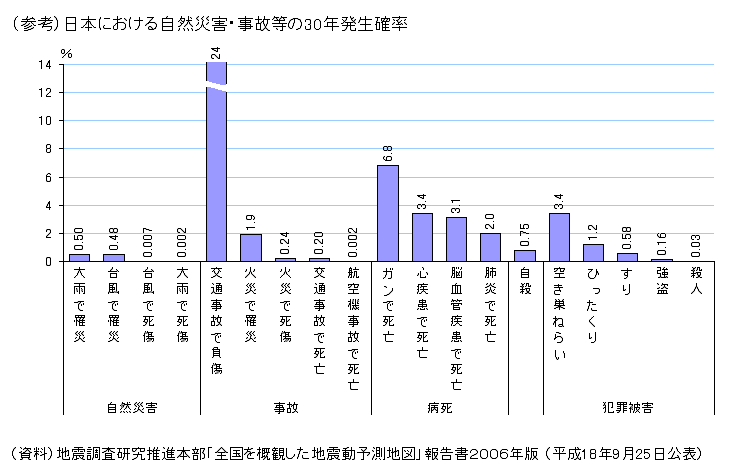 （参考）日本における自然災害・事故等の30年発生確率
%
14
12
10
8
6
4
2
0
0.50
0.48
0.007
0.002
24
1.9
0.24
0.20
0.002
6.8
3.4
3.1
2.0
0.75
3.4
1.2
0.58
0.16
0.03
大雨で罹災
台風で罹災
台風で死傷
大雨で死傷
交通事故で負傷
火災で罹災
火災で死傷
交通事故で死亡
航空機事故で死亡
ガンで死亡
心疾患で死亡
脳血管疾患で死亡
肺炎で死亡
自殺
空き巣ねらい
ひったくり
すり
強盗
殺人
自然災害
事故
病死
犯罪被害
（資料）地震調査研究推進本部「全国を概観した地震動予測地図」報告書2006年版（平成18年9月25日公表）